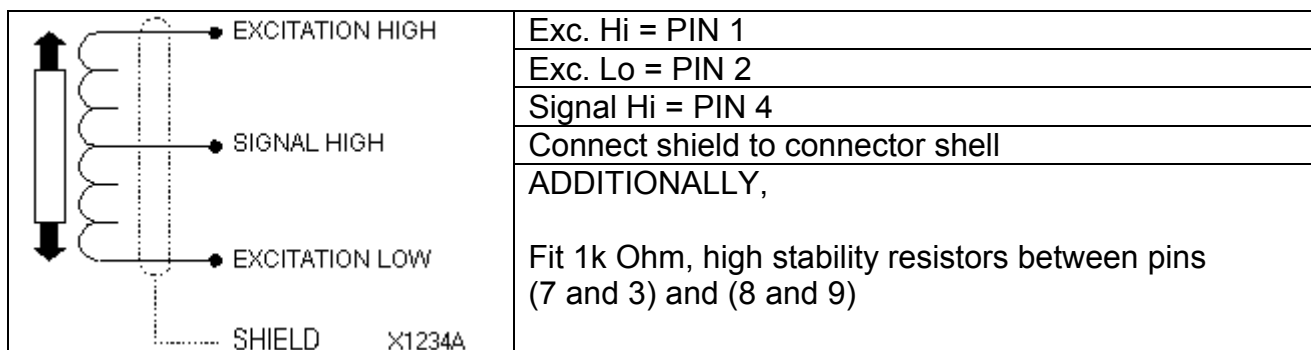 EXCITATION HIGH
SIGNAL HIGH
EXCITATION LOW
SHIELD X1234A
Exc. Hi = PIN 1
Exc. Lo = PIN 2
Signal Hi = PIN 4
Connect shield to connector shell
ADDITIONALLY,
Fit 1k Ohm, high stability resistors between pins
(7 and 3) and (8 and 9)